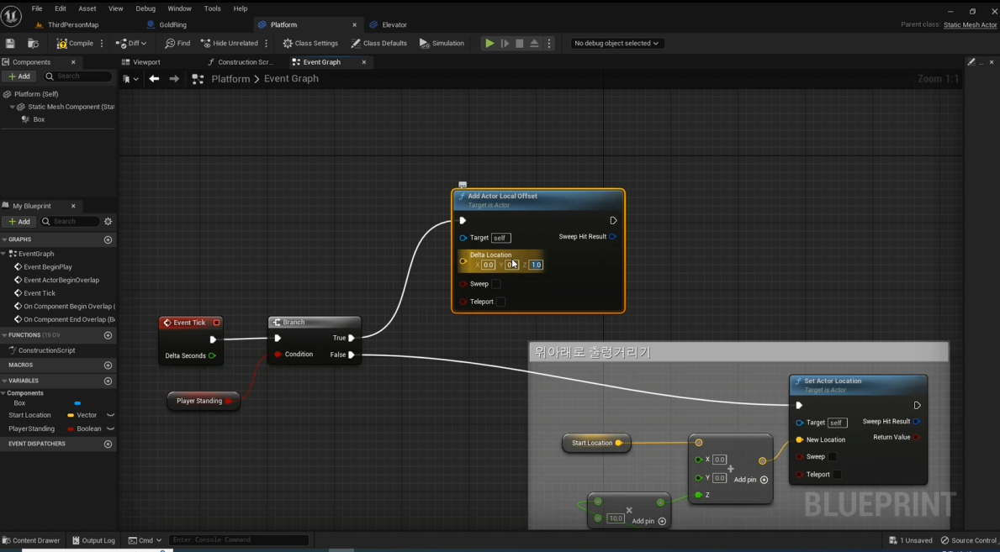 File Edit Asset View Debug Window Tools Help
ThirdPersonMap GoldRing Platform Elevator
Parent class: Static Mesh Actor
Compile Diff Find Hide Unrelated Class Settings Class Defaults Simulation No debug object selected
Components
Viewport Construction Scr... Event Graph
Add Search
Platform > Event Graph
Zoom 1:1
Platform (Self)
Static Mesh Component (Stat
Box
My Blueprint
Add Search
GRAPHS
EventGraph
Event BeginPlay
Event ActorBeginOverlap
Event Tick
On Component Begin Overlap (
On Component End Overlap (B
FUNCTIONS (19 OV
ConstructionScript
MACROS
VARIABLES
Components
Box
Start Location Vector
PlayerStanding Boolean
EVENT DISPATCHERS
Add Actor Local Offset
Target is Actor
Target self
Sweep Hit Result
Delta Location
X 0.0 Y 0. Z 1.0
Sweep
Teleport
Event Tick
Delta Seconds
Branch
True
Condition False
Player Standing
위아래로 출렁거리기
Set Actor Location
Target is Actor
Target self Sweep Hit Result
New Location Return Value
Sweep
Teleport
Start Location
X 0.0
Y 0.0
+
Add pin
Z
×
10.0 Add pin
BLUEPRINT
Content Drawer Output Log Cmd Enter Console Command
1 Unsaved Source Control